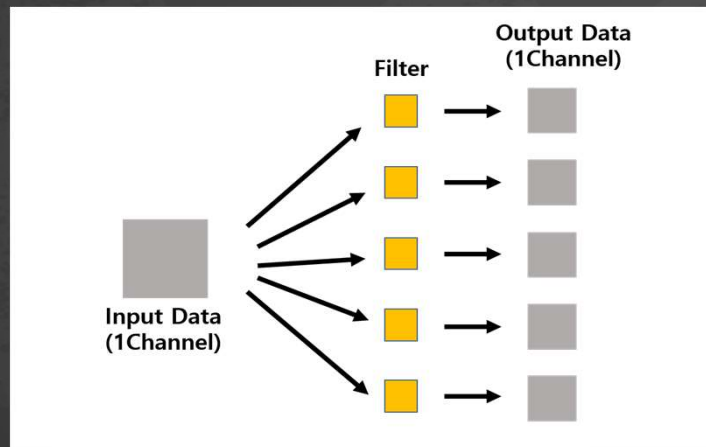 Output Data
(1Channel)
Filter
Input Data
(1Channel)